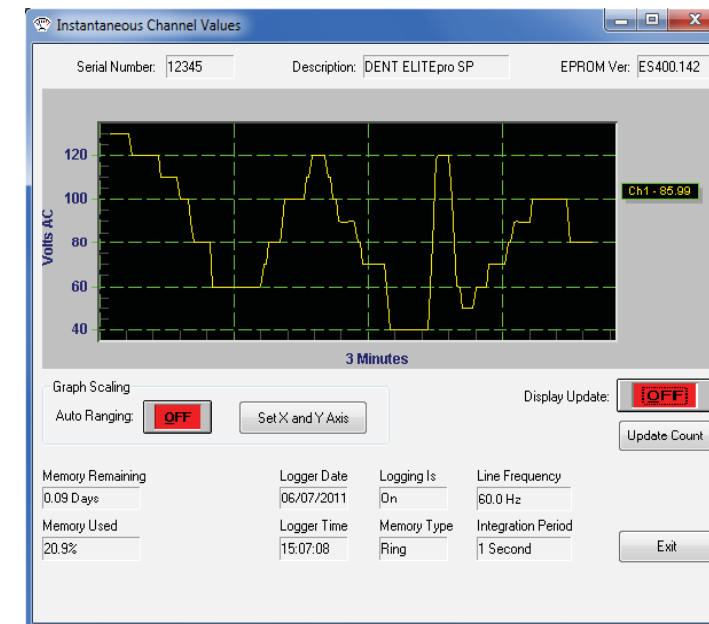 Instantaneous Channel Values
Serial Number: 12345 Description: DENT ELITEpro SP EPROM Ver: ES400.142
120
100
80
60
40
Volts AC
Ch1 - 85.99
3 Minutes
Graph Scaling
Auto Ranging: OFF Set X and Y Axis
Display Update: OFF
Update Count
Memory Remaining Logger Date Logging Is Line Frequency
0.09 Days 06/07/2011 On 60.0 Hz
Memory Used Logger Time Memory Type Integration Period
20.9% 15:07:08 Ring 1 Second
Exit